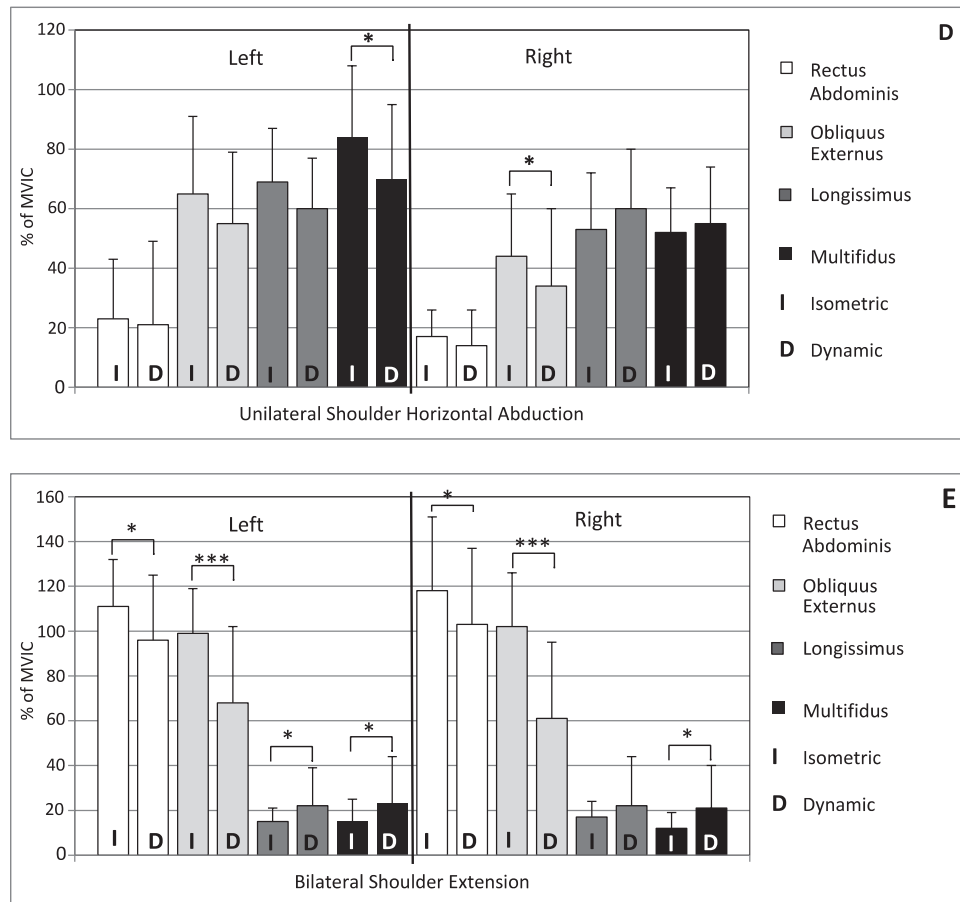 D
120
100
80
60
40
20
0
% of MVIC
Left
Right
*
*
I D I D I D I D I D I D I D I D
Unilateral Shoulder Horizontal Abduction
Rectus
Abdominis
Obliquus
Externus
Longissimus
Multifidus
I Isometric
D Dynamic
E
160
140
120
100
80
60
40
20
0
% of MVIC
Left
Right
*
***
*
*
*
***
*
I D I D I D I D I D I D I D I D
Bilateral Shoulder Extension
Rectus
Abdominis
Obliquus
Externus
Longissimus
Multifidus
I Isometric
D Dynamic